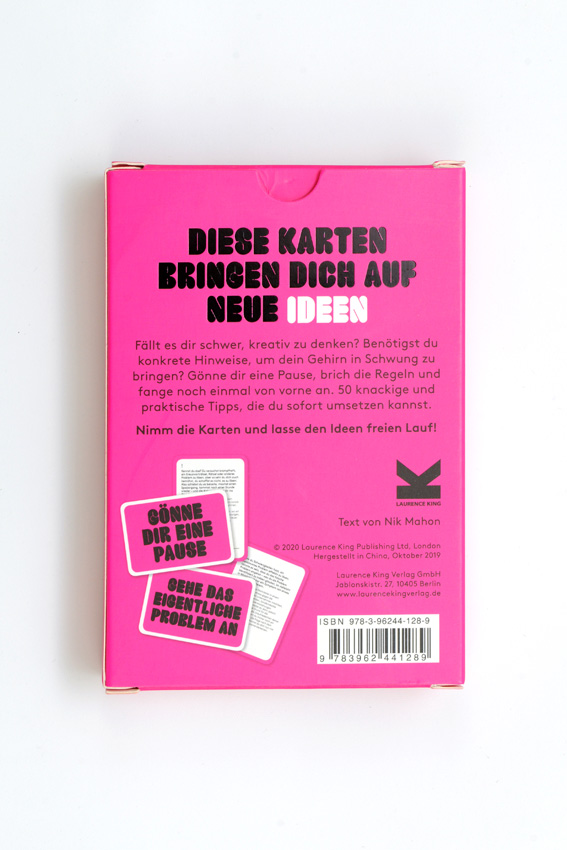 DIESE KARTEN
BRINGEN DICH AUF
NEUE IDEEN
Fällt es dir schwer, kreativ zu denken? Benötigst du
konkrete Hinweise, um dein Gehirn in Schwung zu
bringen? Gönne dir eine Pause, brich die Regeln und
fange noch einmal von vorne an. 50 knackige und
praktische Tipps, die du sofort umsetzen kannst.
Nimm die Karten und lasse den Ideen freien Lauf!
GÖNNE
DIR EINE
PAUSE
GEHE DAS
EIGENTLICHE
PROBLEM AN
LAURENCE KING
Text von Nik Mahon
© 2020 Laurence King Publishing Ltd, London
Hergestellt in China, Oktober 2019
Laurence King Verlag GmbH
Jablonskistr. 27, 10405 Berlin
www.laurencekingverlag.de
ISBN 978-3-96244-128-9
9 783962 441289